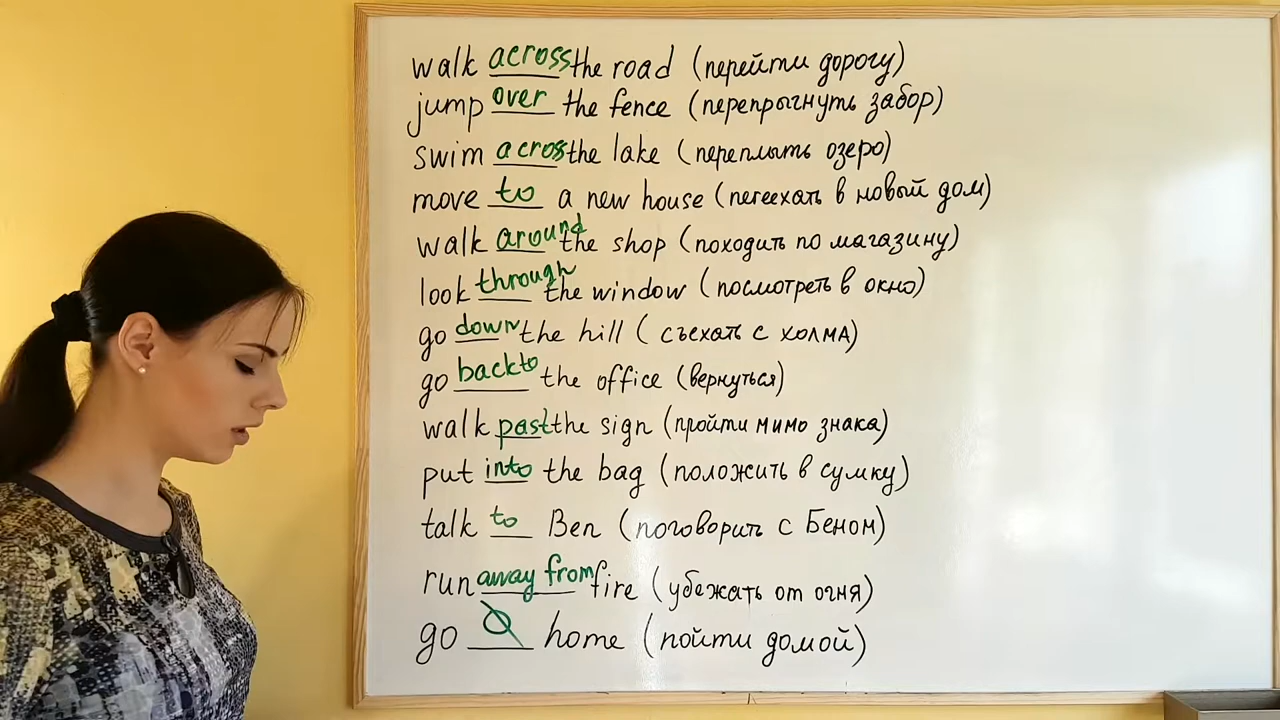 walk across the road (перейти дорогу)
jump over the fence (перепрыгнуть забор)
swim across the lake (переплыть озеро)
move to a new house (переехать в новый дом)
walk around the shop (походить по магазину)
look through the window (посмотреть в окно)
go down the hill (съехать с холма)
go back to the office (вернуться)
walk past the sign (пройти мимо знака)
put into the bag (положить в сумку)
talk to Ben (поговорить с Беном)
run away from fire (убежать от огня)
go Ø home (пойти домой)